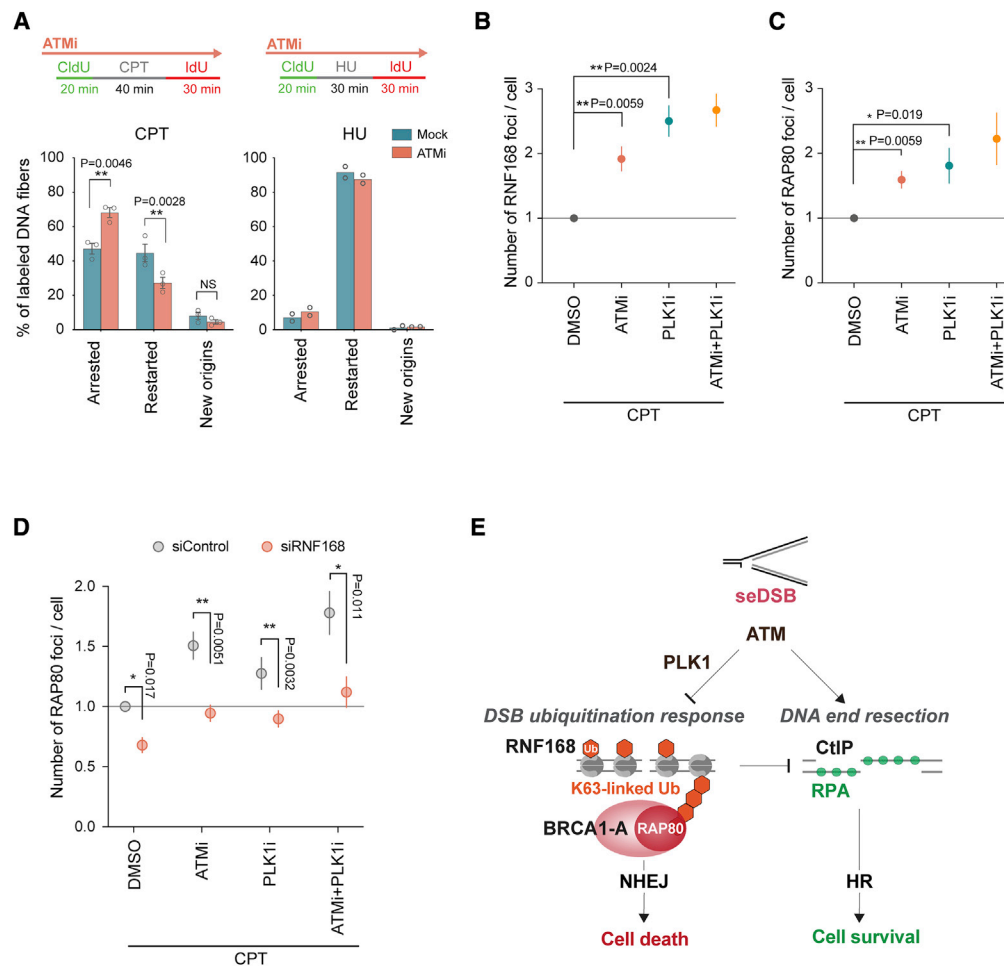 A
ATMi
CldU CPT IdU
20 min 40 min 30 min
ATMi
CldU HU IdU
20 min 30 min 30 min
CPT
HU
Mock
ATMi
% of labeled DNA fibers
100
80
60
40
20
0
P=0.0046
**
P=0.0028
**
NS
Arrested
Restarted
New origins
100
80
60
40
20
0
Arrested
Restarted
New origins
B
Number of RNF168 foci / cell
3
2
1
0
** P=0.0024
** P=0.0059
DMSO
ATMi
PLK1i
ATMi+PLK1i
CPT
C
Number of RAP80 foci / cell
3
2
1
0
* P=0.019
** P=0.0059
DMSO
ATMi
PLK1i
ATMi+PLK1i
CPT
D
siControl
siRNF168
Number of RAP80 foci / cell
2.0
1.5
1.0
0.5
0.0
*
P=0.017
**
P=0.0051
**
P=0.0032
*
P=0.011
DMSO
ATMi
PLK1i
ATMi+PLK1i
CPT
E
seDSB
ATM
PLK1
DSB ubiquitination response
DNA end resection
RNF168
Ub
CtIP
K63-linked Ub
RPA
BRCA1-A
RAP80
NHEJ
HR
Cell death
Cell survival